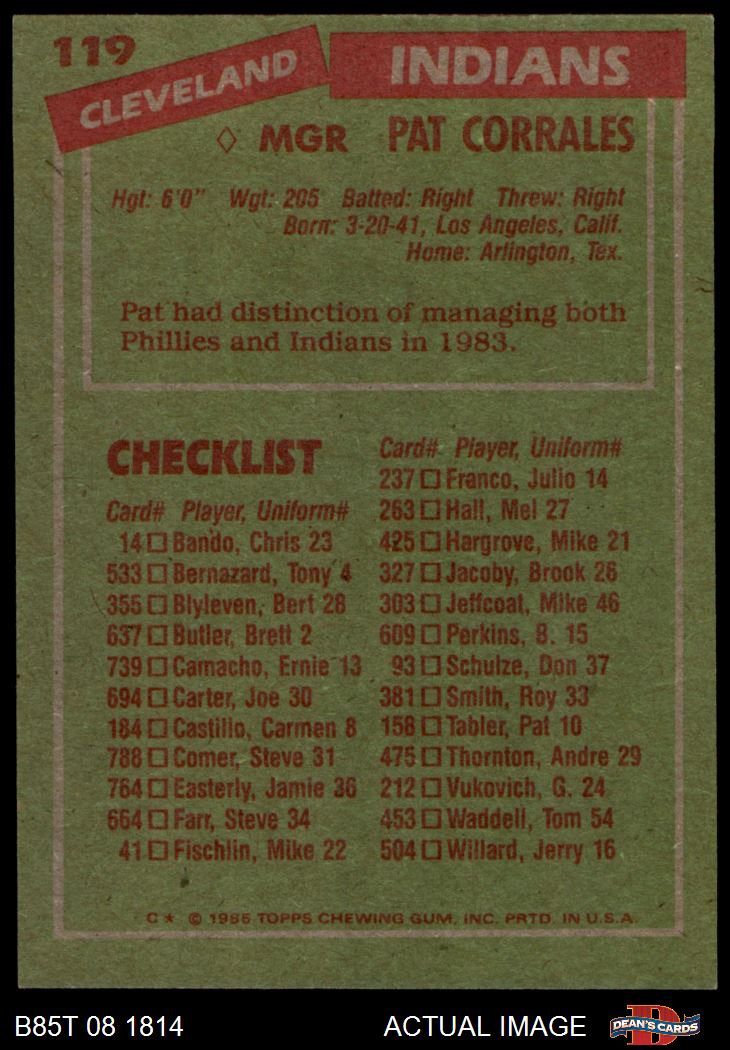 119
CLEVELAND INDIANS
◊ MGR PAT CORRALES
Hgt: 6'0" Wgt: 205 Batted: Right Threw: Right
Born: 3-20-41, Los Angeles, Calif.
Home: Arlington, Tex.
Pat had distinction of managing both
Phillies and Indians in 1983.
CHECKLIST
Card# Player, Uniform#
14 Bando, Chris 23
533 Bernazard, Tony 4
355 Blyleven, Bert 28
637 Butler, Brett 2
739 Camacho, Ernie 13
694 Carter, Joe 30
184 Castillo, Carmen 8
788 Comer, Steve 31
764 Easterly, Jamie 36
664 Farr, Steve 34
41 Fischlin, Mike 22
Card# Player, Uniform#
237 Franco, Julio 14
263 Hall, Mel 27
425 Hargrove, Mike 21
327 Jacoby, Brook 26
303 Jeffcoat, Mike 46
609 Perkins, B. 15
93 Schulze, Don 37
381 Smith, Roy 33
158 Tabler, Pat 10
475 Thornton, Andre 29
212 Vukovich, G. 24
453 Waddell, Tom 54
504 Willard, Jerry 16
C★ © 1985 TOPPS CHEWING GUM, INC. PRTD. IN U.S.A.
B85T 08 1814 ACTUAL IMAGE
D
DEAN'S CARDS